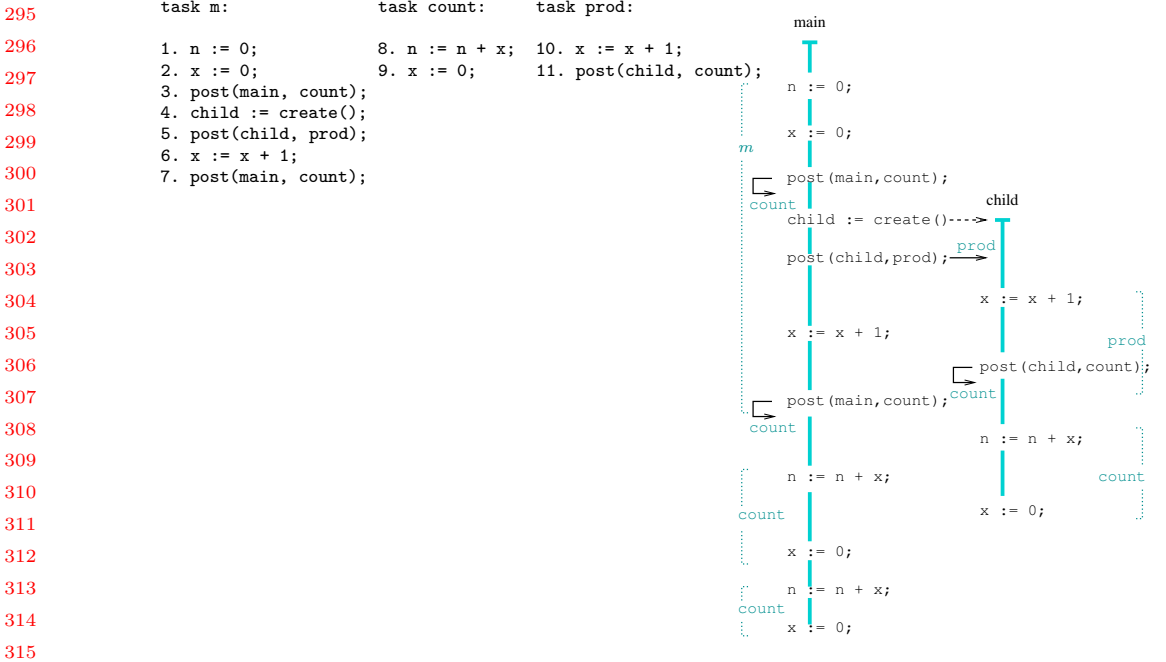 295
296
297
298
299
300
301
302
303
304
305
306
307
308
309
310
311
312
313
314
315
task m:
1. n := 0;
2. x := 0;
3. post(main, count);
4. child := create();
5. post(child, prod);
6. x := x + 1;
7. post(main, count);
task count:
8. n := n + x;
9. x := 0;
task prod:
10. x := x + 1;
11. post(child, count);
main
n := 0;
x := 0;
m
post(main,count);
count
child := create()
post(child,prod);
prod
x := x + 1;
post(main,count);
count
n := n + x;
count
x := 0;
n := n + x;
count
x := 0;
child
x := x + 1;
prod
post(child,count);
count
n := n + x;
count
x := 0;